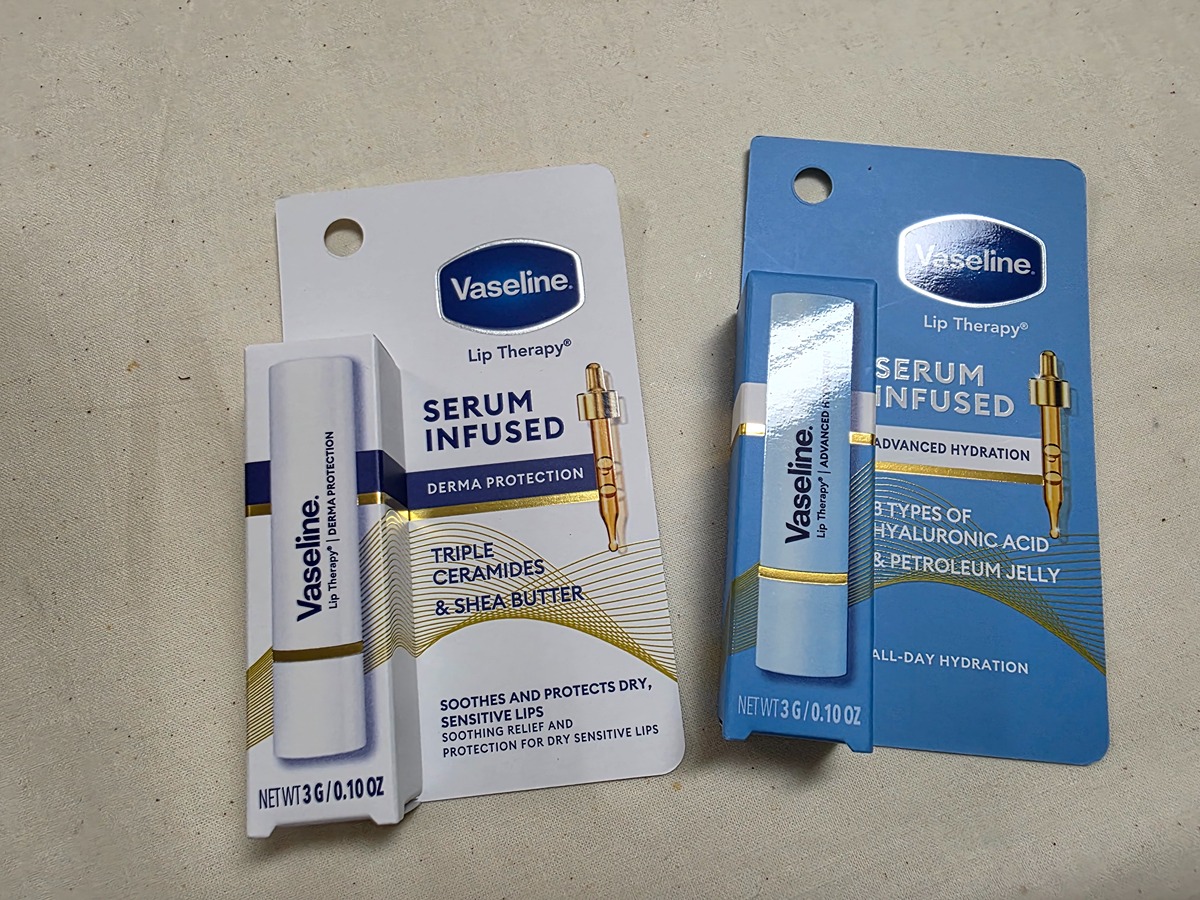 Vaseline®
Lip Therapy®
SERUM
INFUSED
DERMA PROTECTION
TRIPLE
CERAMIDES
& SHEA BUTTER
SOOTHES AND PROTECTS DRY,
SENSITIVE LIPS
SOOTHING RELIEF AND
PROTECTION FOR DRY SENSITIVE LIPS
Vaseline.
Lip Therapy® | DERMA PROTECTION
NET WT 3 G / 0.10 OZ
Vaseline®
Lip Therapy®
SERUM
INFUSED
ADVANCED HYDRATION
3 TYPES OF
HYALURONIC ACID
& PETROLEUM JELLY
ALL-DAY HYDRATION
Vaseline.
Lip Therapy® | ADVANCED
NET WT 3 G / 0.10 OZ